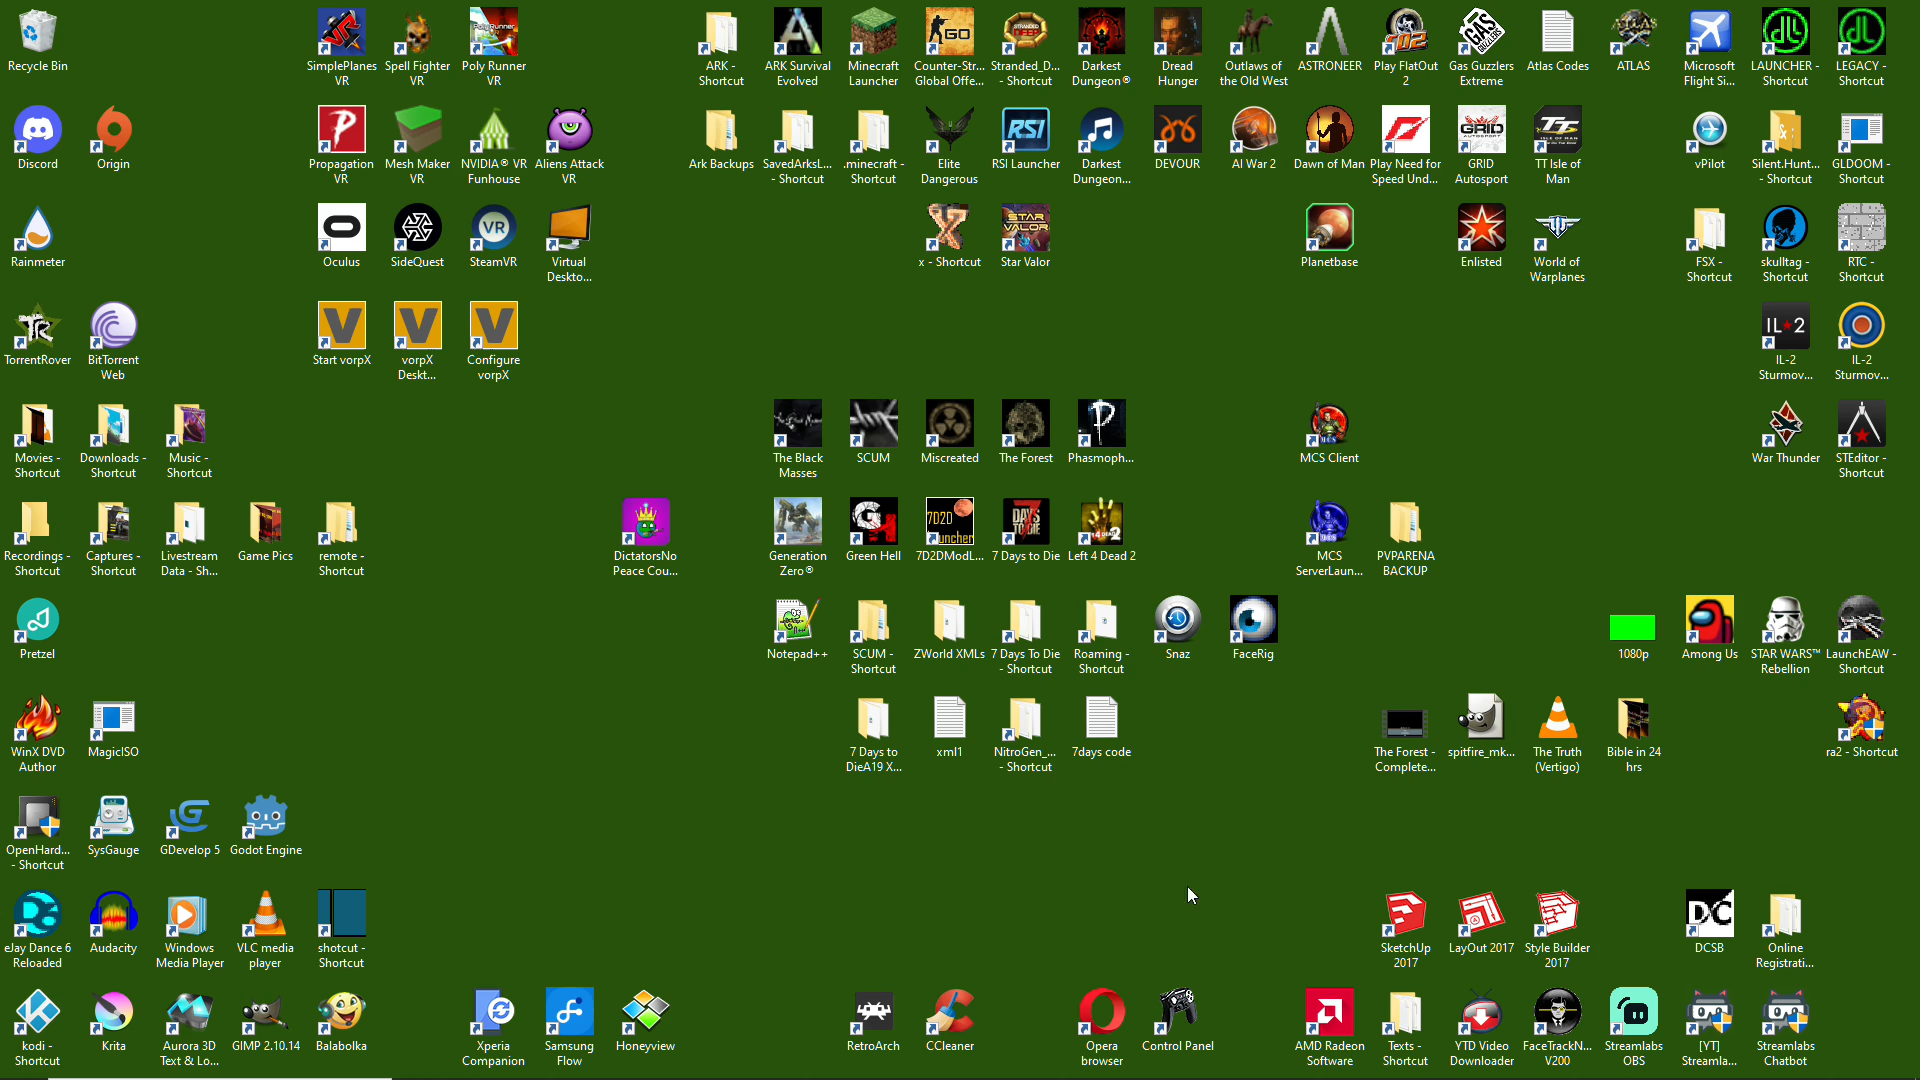 Recycle Bin
SimplePlanes VR
Spell Fighter VR
Poly Runner VR
ARK - Shortcut
ARK Survival Evolved
Minecraft Launcher
Counter-Str... Global Offe...
Stranded_D... - Shortcut
Darkest Dungeon®
Dread Hunger
Outlaws of the Old West
ASTRONEER
Play FlatOut 2
Gas Guzzlers Extreme
Atlas Codes
ATLAS
Microsoft Flight Si...
LAUNCHER - Shortcut
LEGACY - Shortcut
Discord
Origin
Propagation VR
Mesh Maker VR
NVIDIA® VR Funhouse
Aliens Attack VR
Ark Backups
SavedArksL... - Shortcut
.minecraft - Shortcut
Elite Dangerous
RSI Launcher
Darkest Dungeon...
DEVOUR
AI War 2
Dawn of Man
Play Need for Speed Und...
GRID Autosport
TT Isle of Man
vPilot
Silent.Hunt... - Shortcut
GLDOOM - Shortcut
Rainmeter
Oculus
SideQuest
SteamVR
Virtual Deskto...
x - Shortcut
Star Valor
Planetbase
Enlisted
World of Warplanes
FSX - Shortcut
skulltag - Shortcut
RTC - Shortcut
TorrentRover
BitTorrent Web
Start vorpX
vorpX Deskt...
Configure vorpX
IL-2 Sturmov...
IL-2 Sturmov...
Movies - Shortcut
Downloads - Shortcut
Music - Shortcut
The Black Masses
SCUM
Miscreated
The Forest
Phasmoph...
MCS Client
War Thunder
STEditor - Shortcut
Recordings - Shortcut
Captures - Shortcut
Livestream Data - Sh...
Game Pics
remote - Shortcut
DictatorsNo Peace Cou...
Generation Zero®
Green Hell
7D2DModL...
7 Days to Die
Left 4 Dead 2
MCS ServerLaun...
PVPARENA BACKUP
Pretzel
Notepad++
SCUM - Shortcut
ZWorld XMLs
7 Days To Die - Shortcut
Roaming - Shortcut
Snaz
FaceRig
1080p
Among Us
STAR WARS™ Rebellion
LaunchEAW - Shortcut
WinX DVD Author
MagicISO
7 Days to DieA19 X...
xml1
NitroGen_... - Shortcut
7days code
The Forest - Complete...
spitfire_mk...
The Truth (Vertigo)
Bible in 24 hrs
ra2 - Shortcut
OpenHard... - Shortcut
SysGauge
GDevelop 5
Godot Engine
eJay Dance 6 Reloaded
Audacity
Windows Media Player
VLC media player
shotcut - Shortcut
SketchUp 2017
LayOut 2017
Style Builder 2017
DCSB
Online Registrati...
kodi - Shortcut
Krita
Aurora 3D Text & Lo...
GIMP 2.10.14
Balabolka
Xperia Companion
Samsung Flow
Honeyview
RetroArch
CCleaner
Opera browser
Control Panel
AMD Radeon Software
Texts - Shortcut
YTD Video Downloader
FaceTrackN... V200
Streamlabs OBS
[YT] Streamla...
Streamlabs Chatbot